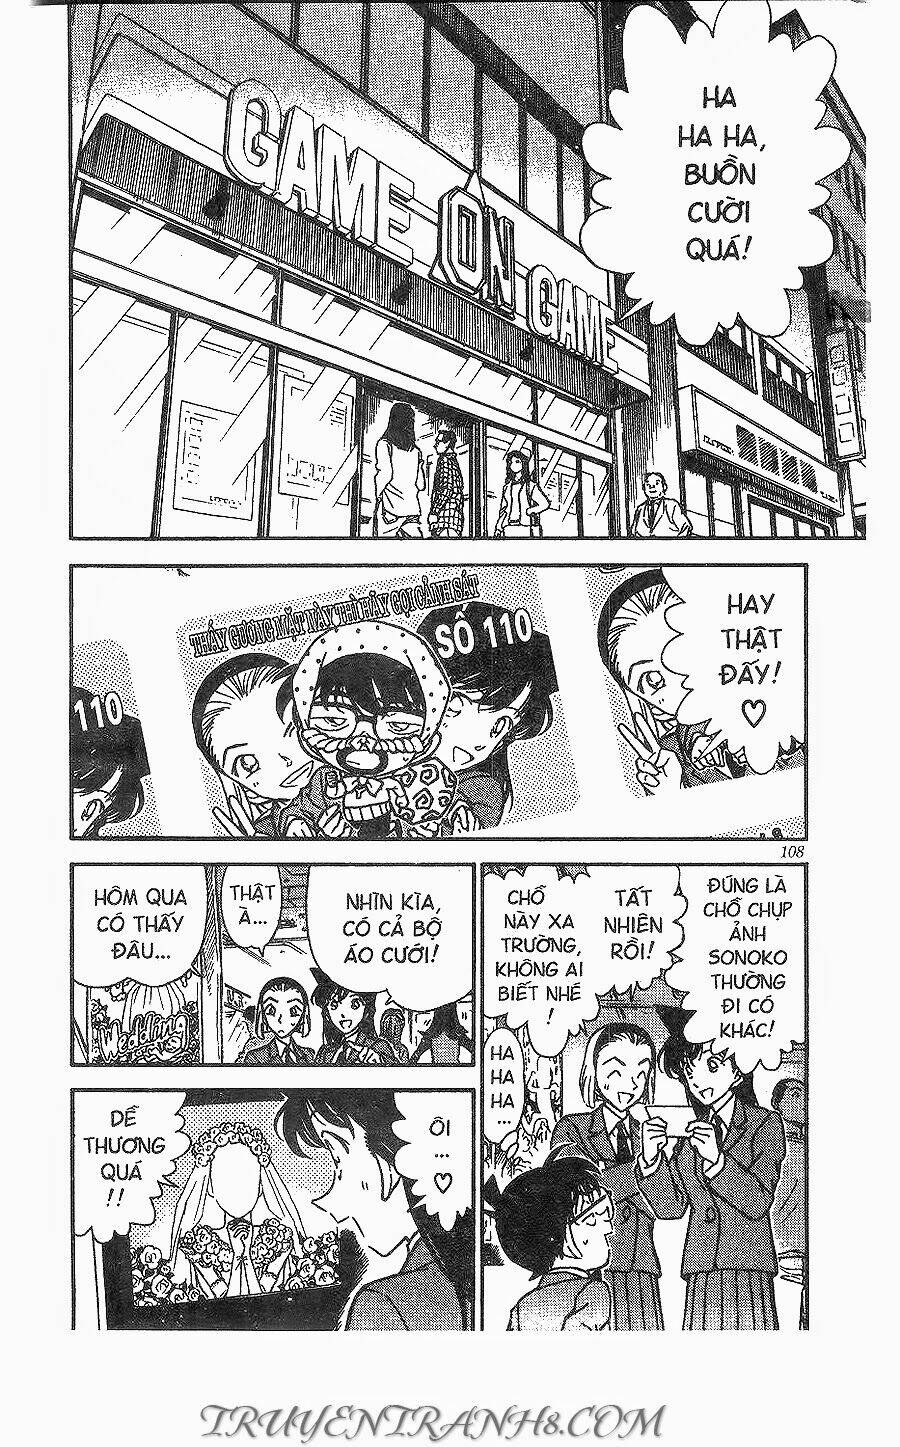 HA
HA HA,
BUỒN
CƯỜI
QUÁ!
GAME ON GAME
HAY
THẬT
ĐẤY!
♡
THẤY GƯƠNG MẶT NÀY THÌ HÃY GỌI CẢNH SÁT
SỐ 110
110
108
ĐÚNG LÀ
CHỖ CHỤP
ẢNH
SONOKO
THƯỜNG
ĐI CÓ
KHÁC!
TẤT
NHIÊN
RỒI!
CHỖ
NÀY XA
TRƯỜNG,
KHÔNG AI
BIẾT NHÉ
!
HA
HA
HA
...
NHÌN KÌA,
CÓ CẢ BỘ
ÁO CƯỚI!
THẬT
À...
HÔM QUA
CÓ THẤY
ĐÂU...
Wedding
ÔI
...
♡
DỄ
THƯƠNG
QUÁ
!!
TRUYENTRANH8.COM